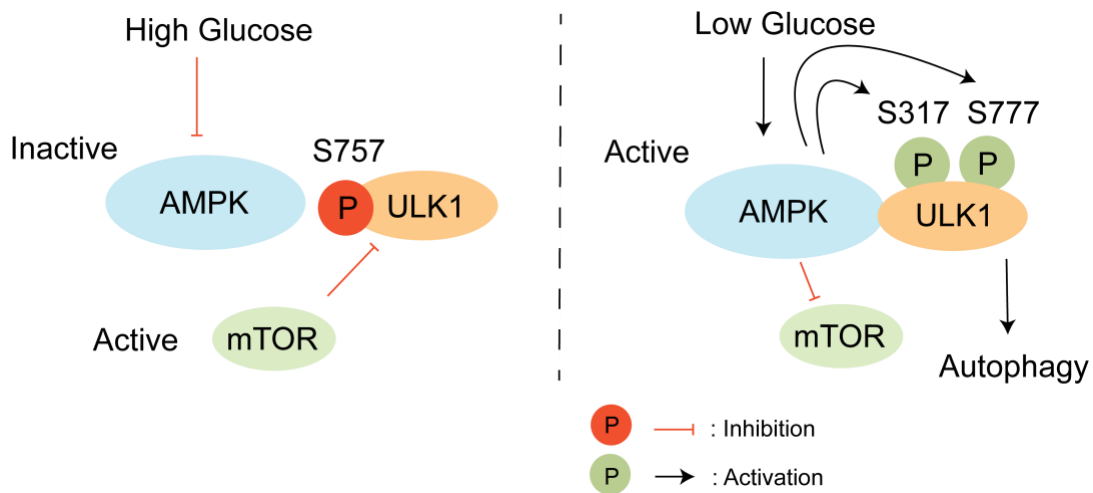 High Glucose
Inactive
S757
AMPK
P
ULK1
Active
mTOR
Low Glucose
S317
S777
Active
P
P
AMPK
ULK1
mTOR
Autophagy
P
: Inhibition
P
: Activation